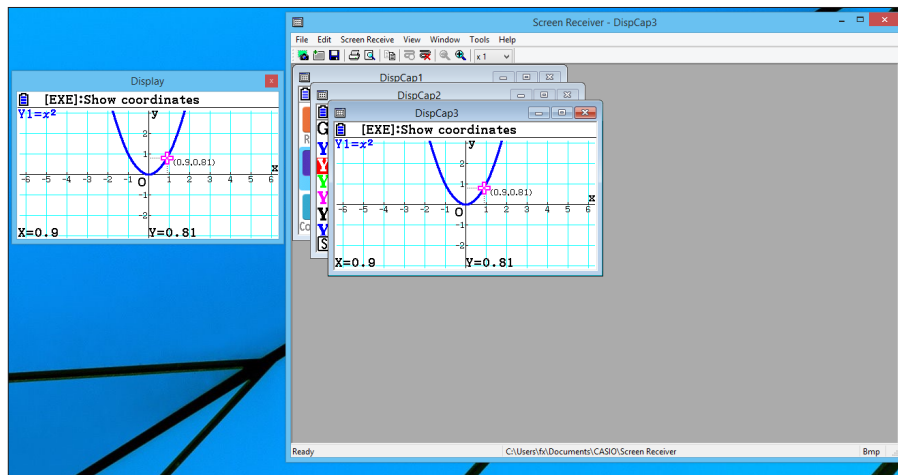 Screen Receiver - DispCap3
File Edit Screen Receive View Window Tools Help
x 1
Display
[EXE]:Show coordinates
Y1=x²
y
2
1
(0.9,0.81)
x
-6 -5 -4 -3 -2 -1 O 1 2 3 4 5 6
-1
-2
X=0.9 Y=0.81
DispCap1
R
Co
DispCap2
G
Y
Y
Y
Y
Y
Y
S
DispCap3
[EXE]:Show coordinates
Y1=x²
y
2
1
(0.9,0.81)
x
-6 -5 -4 -3 -2 -1 O 1 2 3 4 5 6
-1
-2
X=0.9 Y=0.81
Ready C:\Users\fx\Documents\CASIO\Screen Receiver Bmp